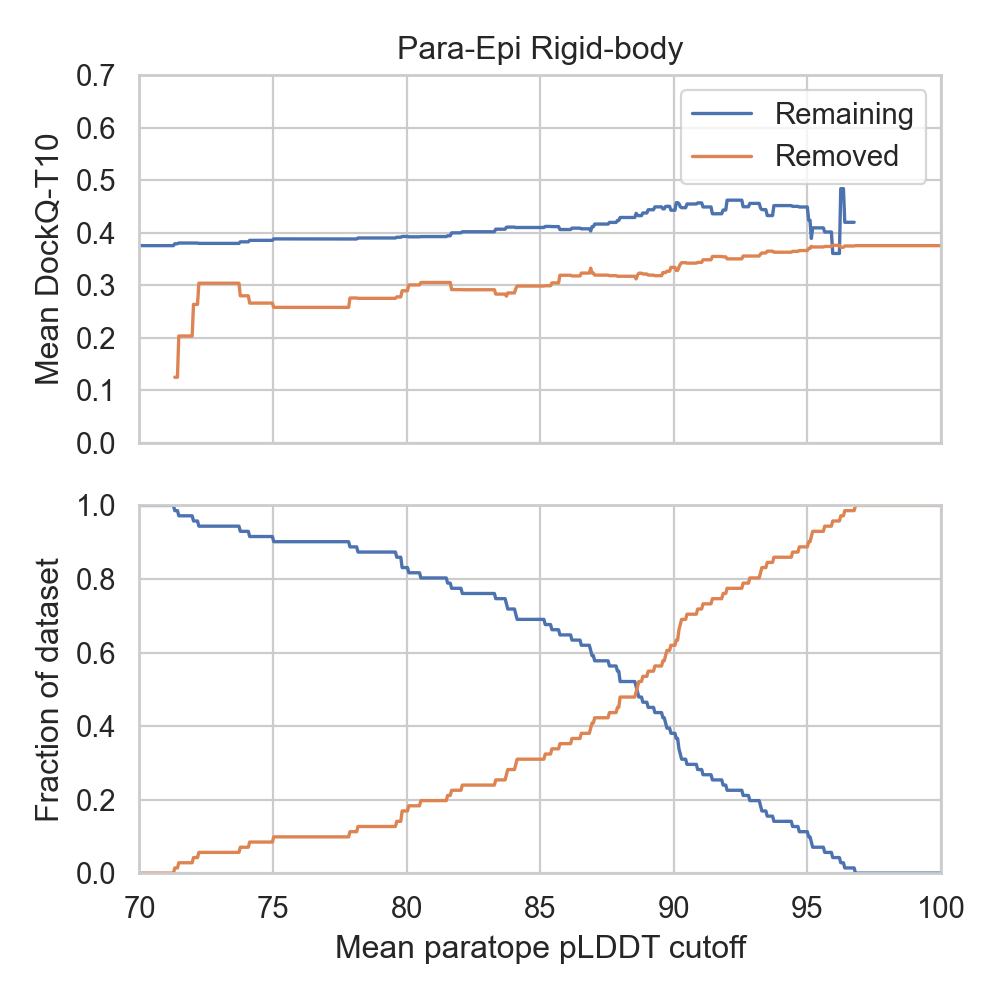 Para-Epi Rigid-body
Mean DockQ-T10
0.7
0.6
0.5
0.4
0.3
0.2
0.1
0.0
Remaining
Removed
Fraction of dataset
1.0
0.8
0.6
0.4
0.2
0.0
70 75 80 85 90 95 100
Mean paratope pLDDT cutoff